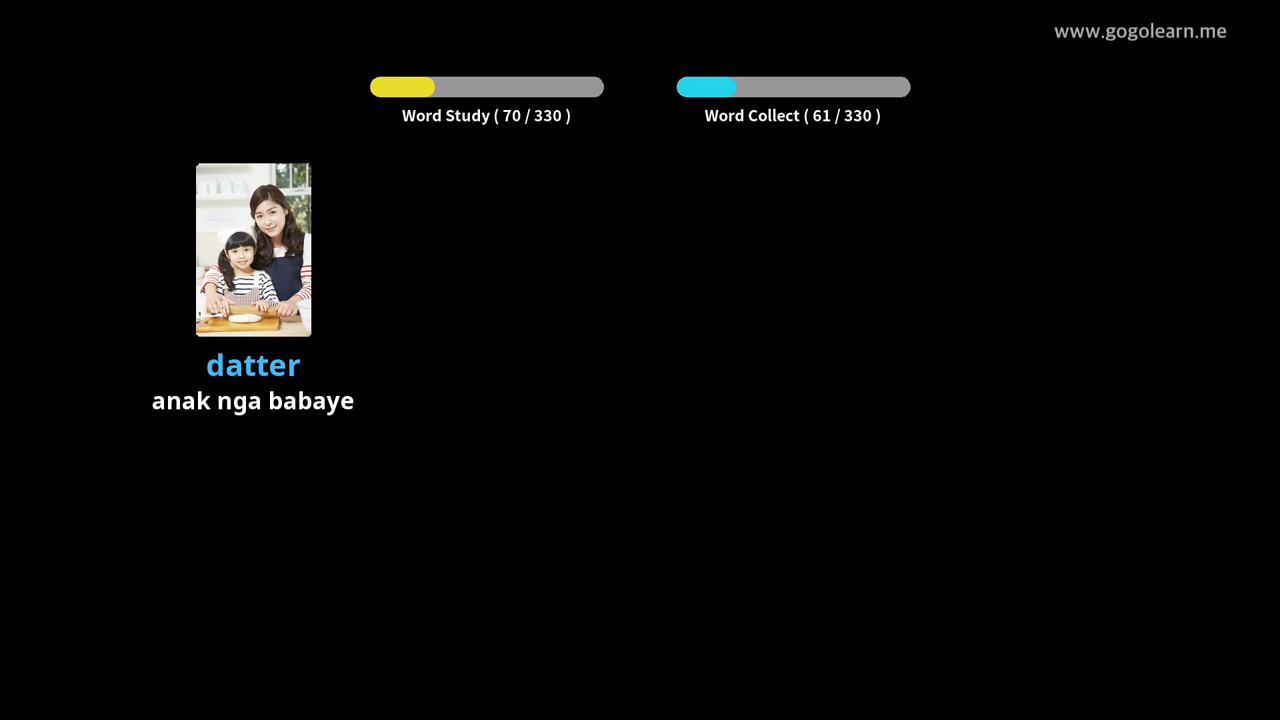 www.gogolearn.me
Word Study ( 70 / 330 )
Word Collect ( 61 / 330 )
datter
anak nga babaye